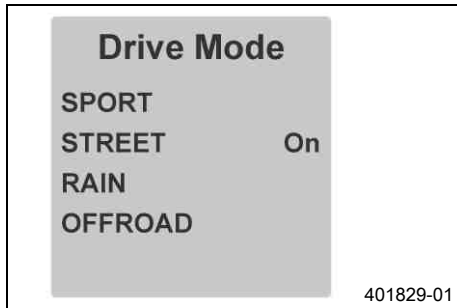 Drive Mode
SPORT
STREET On
RAIN
OFFROAD
401829-01